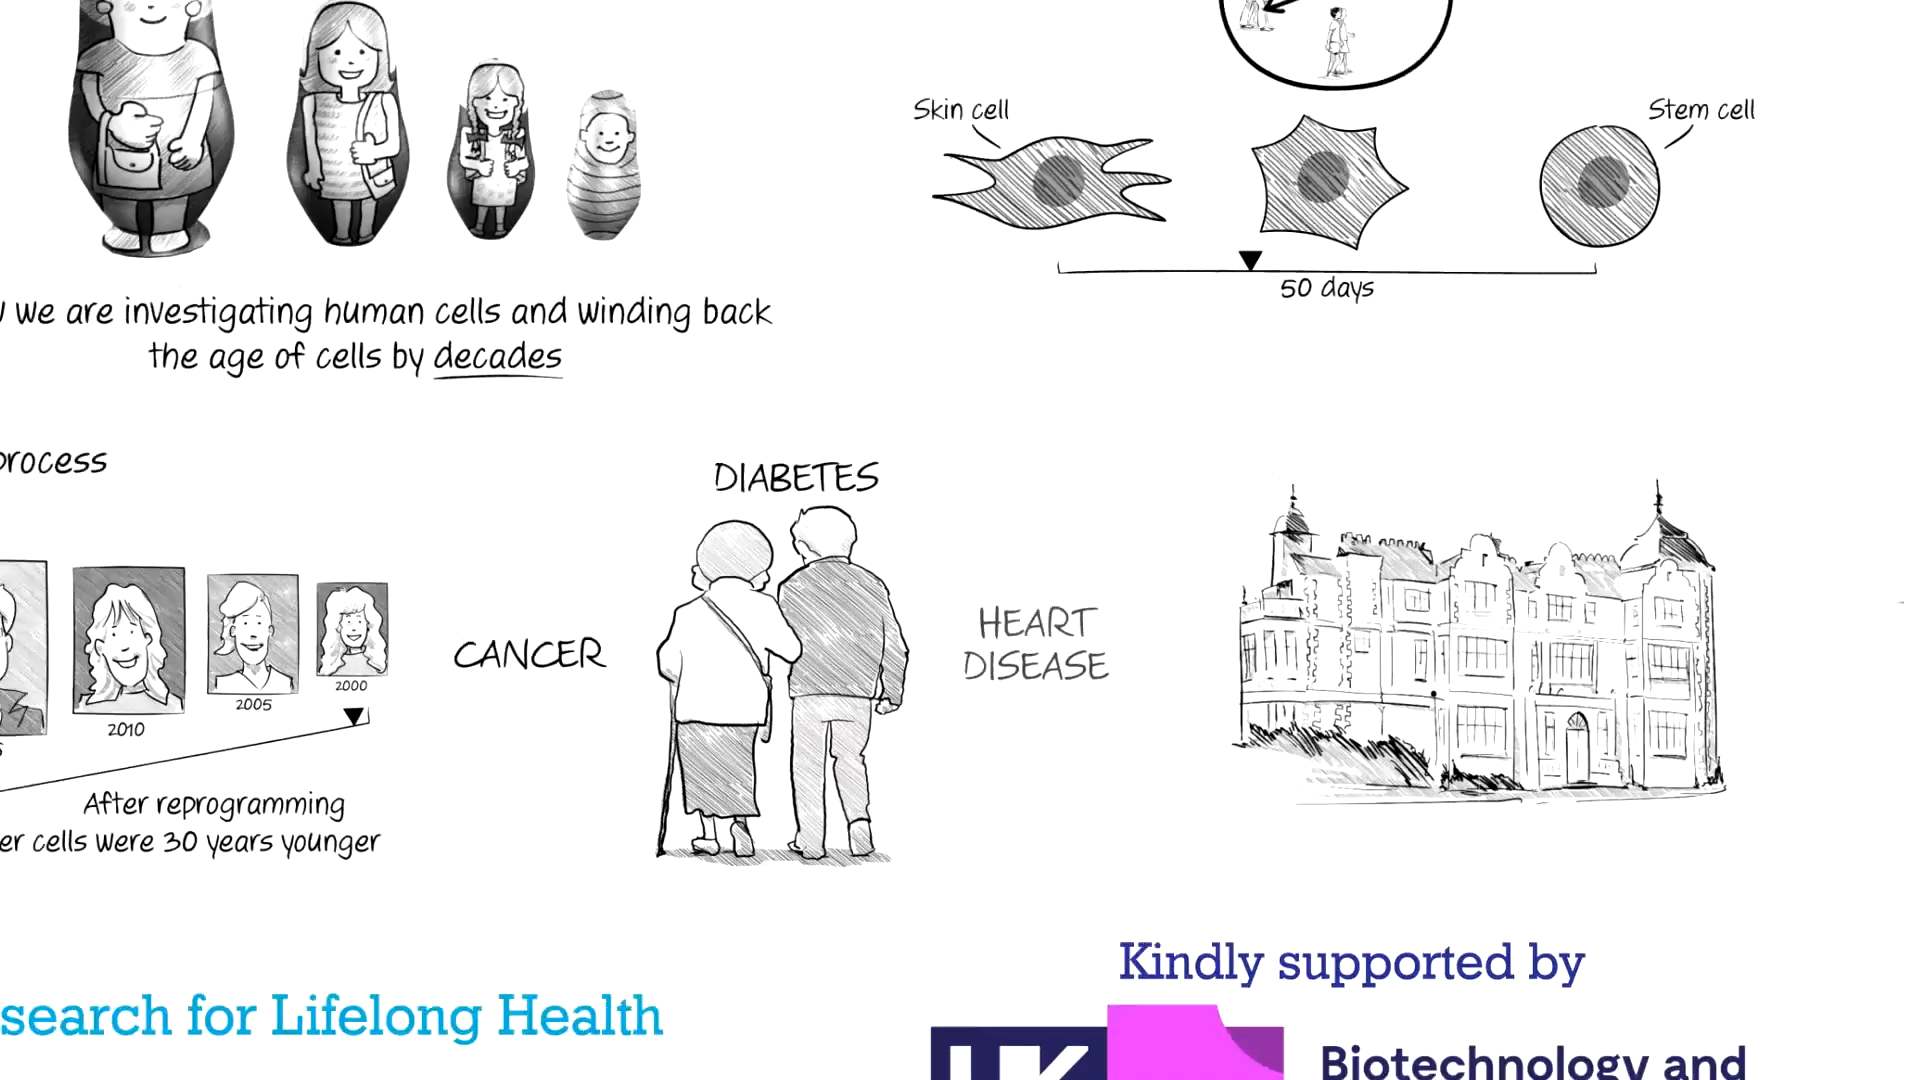 Skin cell
Stem cell
50 days
we are investigating human cells and winding back
the age of cells by decades
process
DIABETES
CANCER
HEART
DISEASE
2000
2005
2010
After reprogramming
er cells were 30 years younger
Kindly supported by
search for Lifelong Health
UK
Biotechnology and